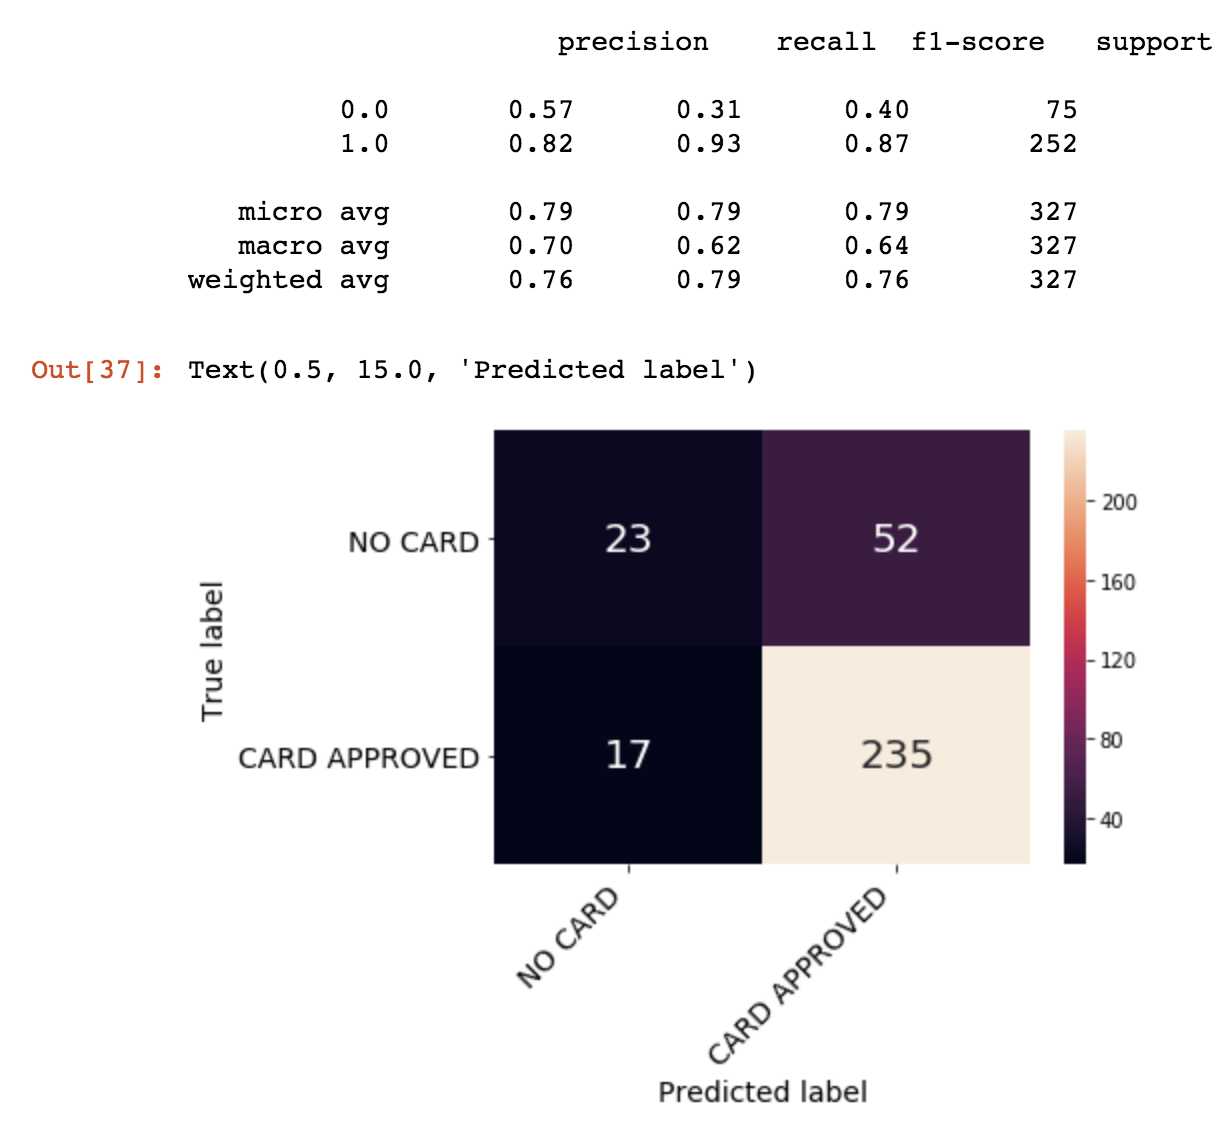 precision recall f1-score support
0.0 0.57 0.31 0.40 75
1.0 0.82 0.93 0.87 252
micro avg 0.79 0.79 0.79 327
macro avg 0.70 0.62 0.64 327
weighted avg 0.76 0.79 0.76 327
Out[37]: Text(0.5, 15.0, 'Predicted label')
True label
NO CARD 23 52
CARD APPROVED 17 235
200
160
120
80
40
NO CARD
CARD APPROVED
Predicted label